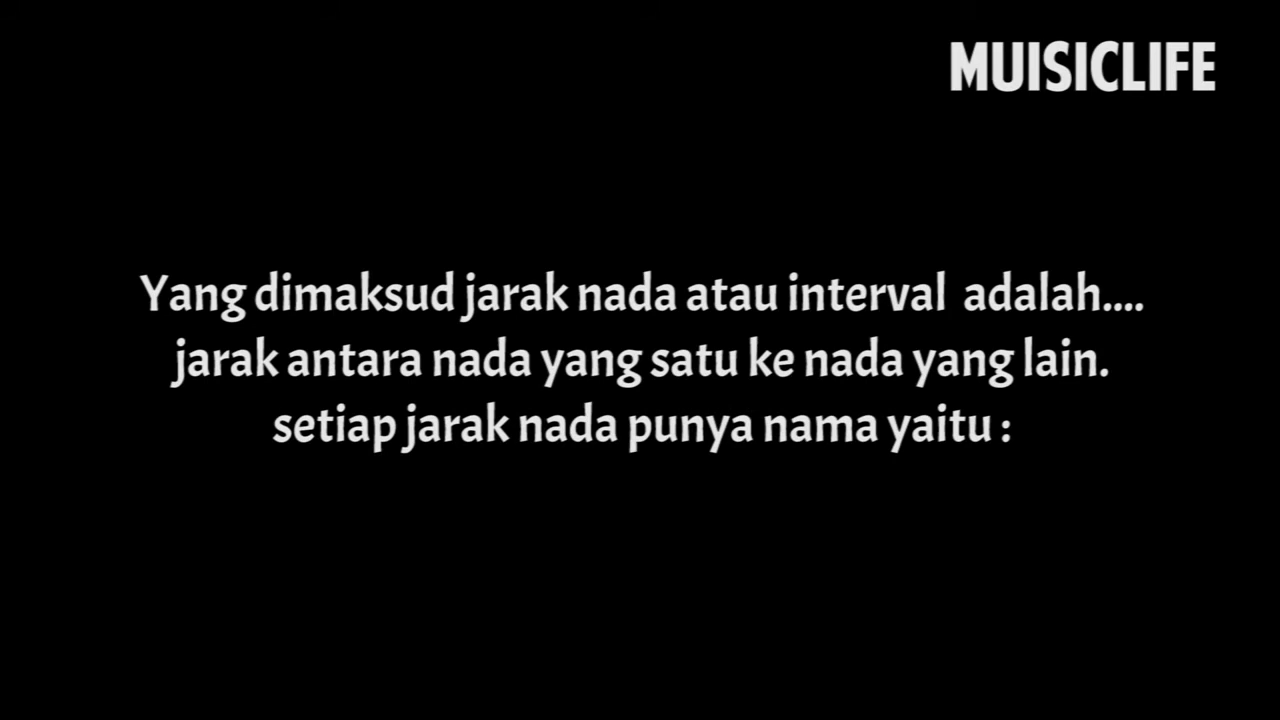 MUISICLIFE
Yang dimaksud jarak nada atau interval adalah....
jarak antara nada yang satu ke nada yang lain.
setiap jarak nada punya nama yaitu :